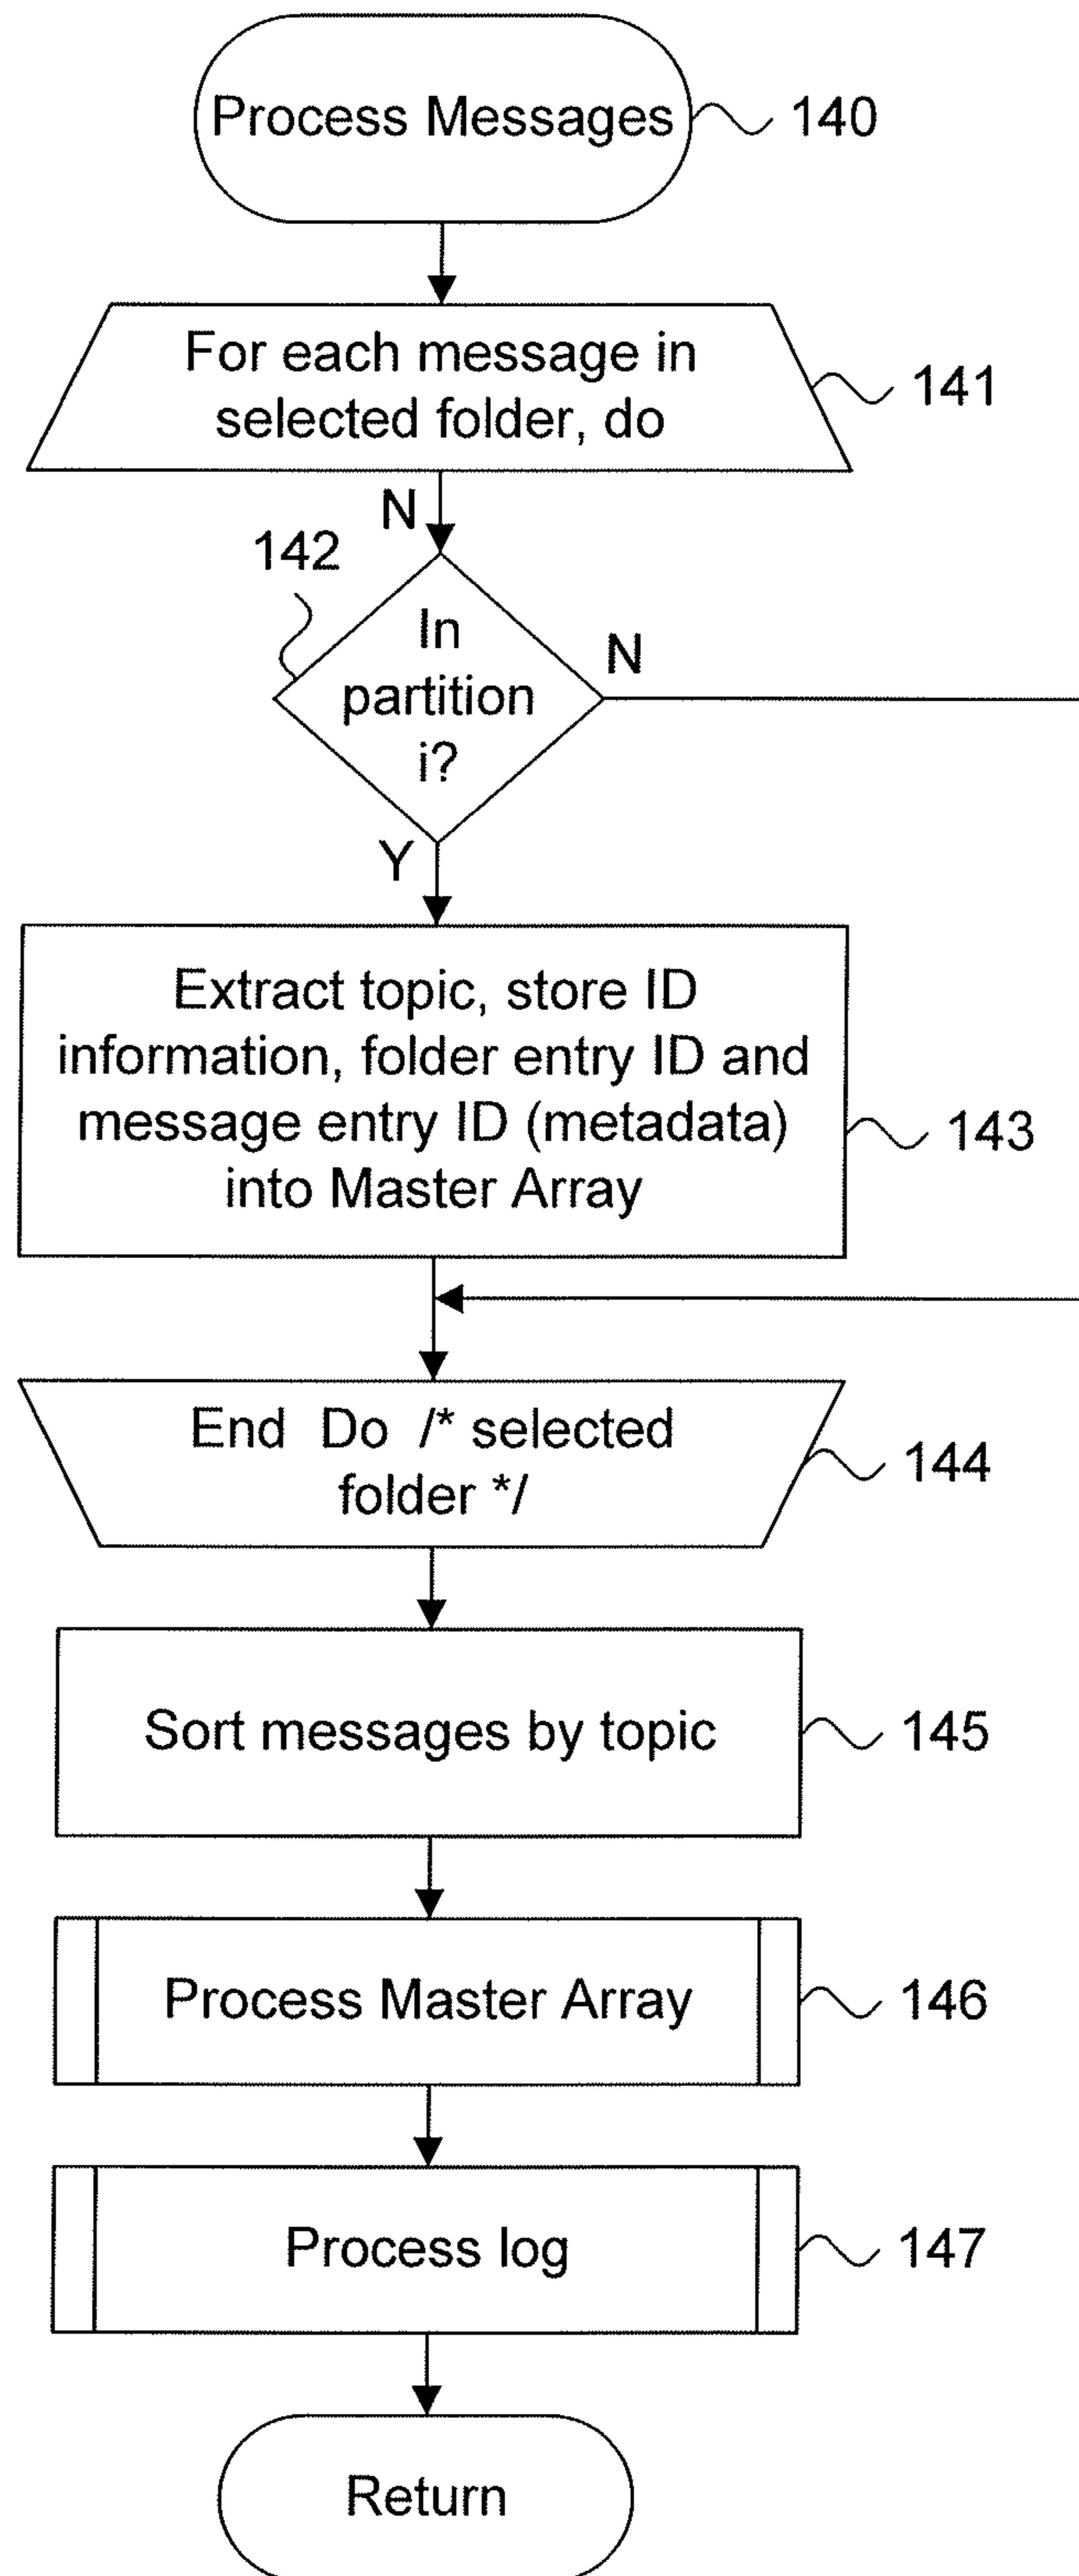 Process Messages
140
For each message in
selected folder, do
141
N
142
In
partition
i?
N
Y
Extract topic, store ID
information, folder entry ID and
message entry ID (metadata)
into Master Array
143
End Do /* selected
folder */
144
Sort messages by topic
145
Process Master Array
146
Process log
147
Return